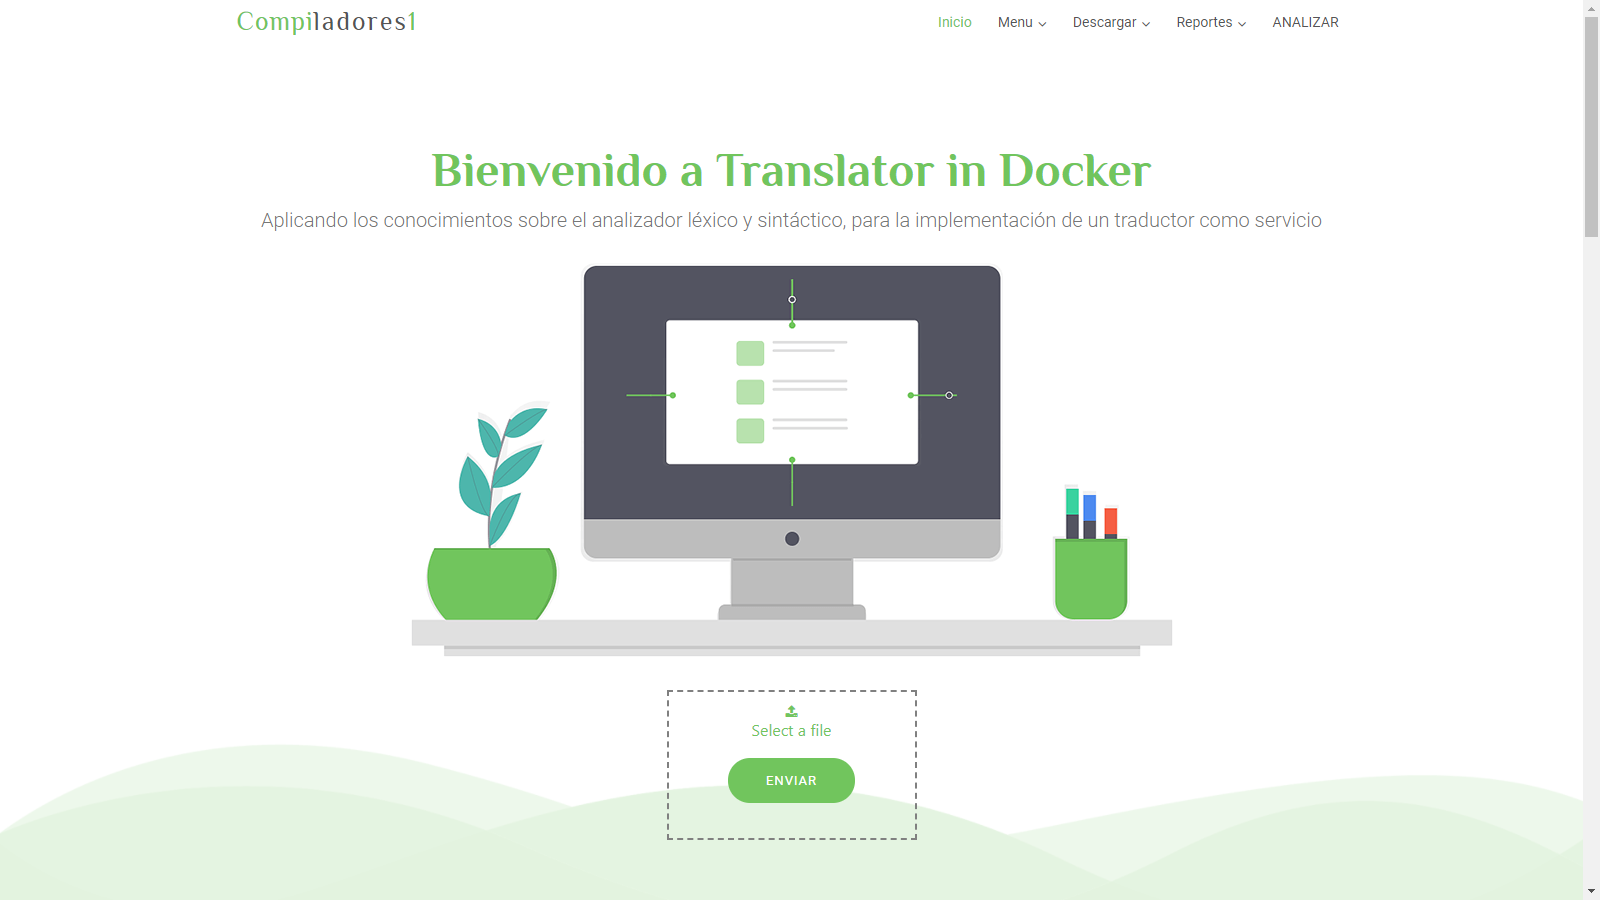 Compiladores1
Inicio Menu Descargar Reportes ANALIZAR
Bienvenido a Translator in Docker
Aplicando los conocimientos sobre el analizador léxico y sintáctico, para la implementación de un traductor como servicio
Select a file
ENVIAR